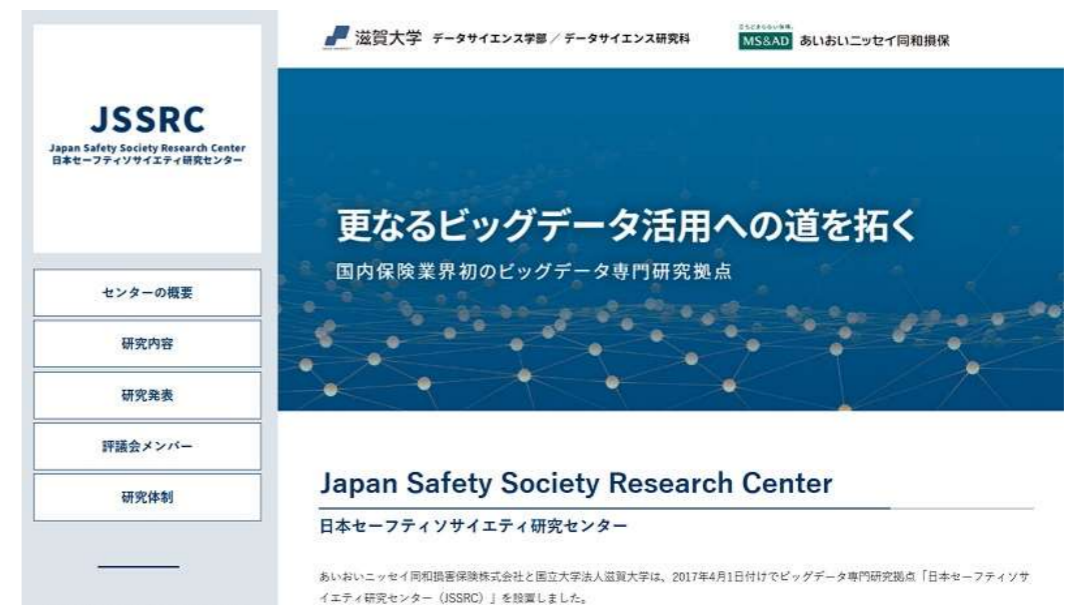 JSSRC
Japan Safety Society Research Center
日本セーフティソサイエティ研究センター
センターの概要
研究内容
研究発表
評議会メンバー
研究体制
滋賀大学 データサイエンス学部／データサイエンス研究科
立ちどまらない保険。
MS&AD あいおいニッセイ同和損保
更なるビッグデータ活用への道を拓く
国内保険業界初のビッグデータ専門研究拠点
Japan Safety Society Research Center
日本セーフティソサイエティ研究センター
あいおいニッセイ同和損害保険株式会社と国立大学法人滋賀大学は、2017年4月1日付けでビッグデータ専門研究拠点「日本セーフティソサ
イエティ研究センター（JSSRC）」を設置しました。